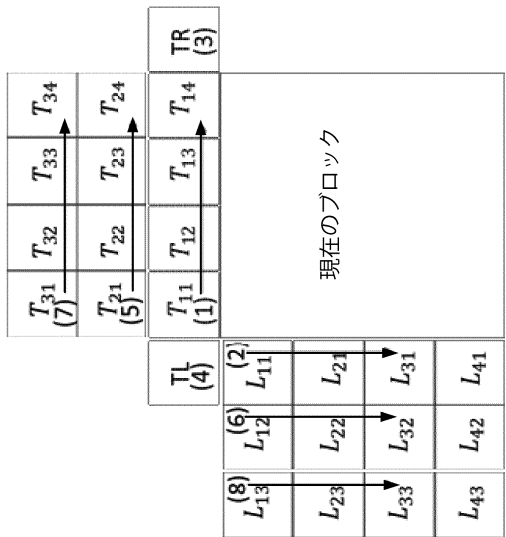 T₃₁ T₃₂ T₃₃ T₃₄
(7)
T₂₁ T₂₂ T₂₃ T₂₄
(5)
TL T₁₁ T₁₂ T₁₃ T₁₄ TR
(4) (1) (3)
(8) (6) (2)
L₁₃ L₁₂ L₁₁
L₂₃ L₂₂ L₂₁
現在のブロック
L₃₃ L₃₂ L₃₁
L₄₃ L₄₂ L₄₁